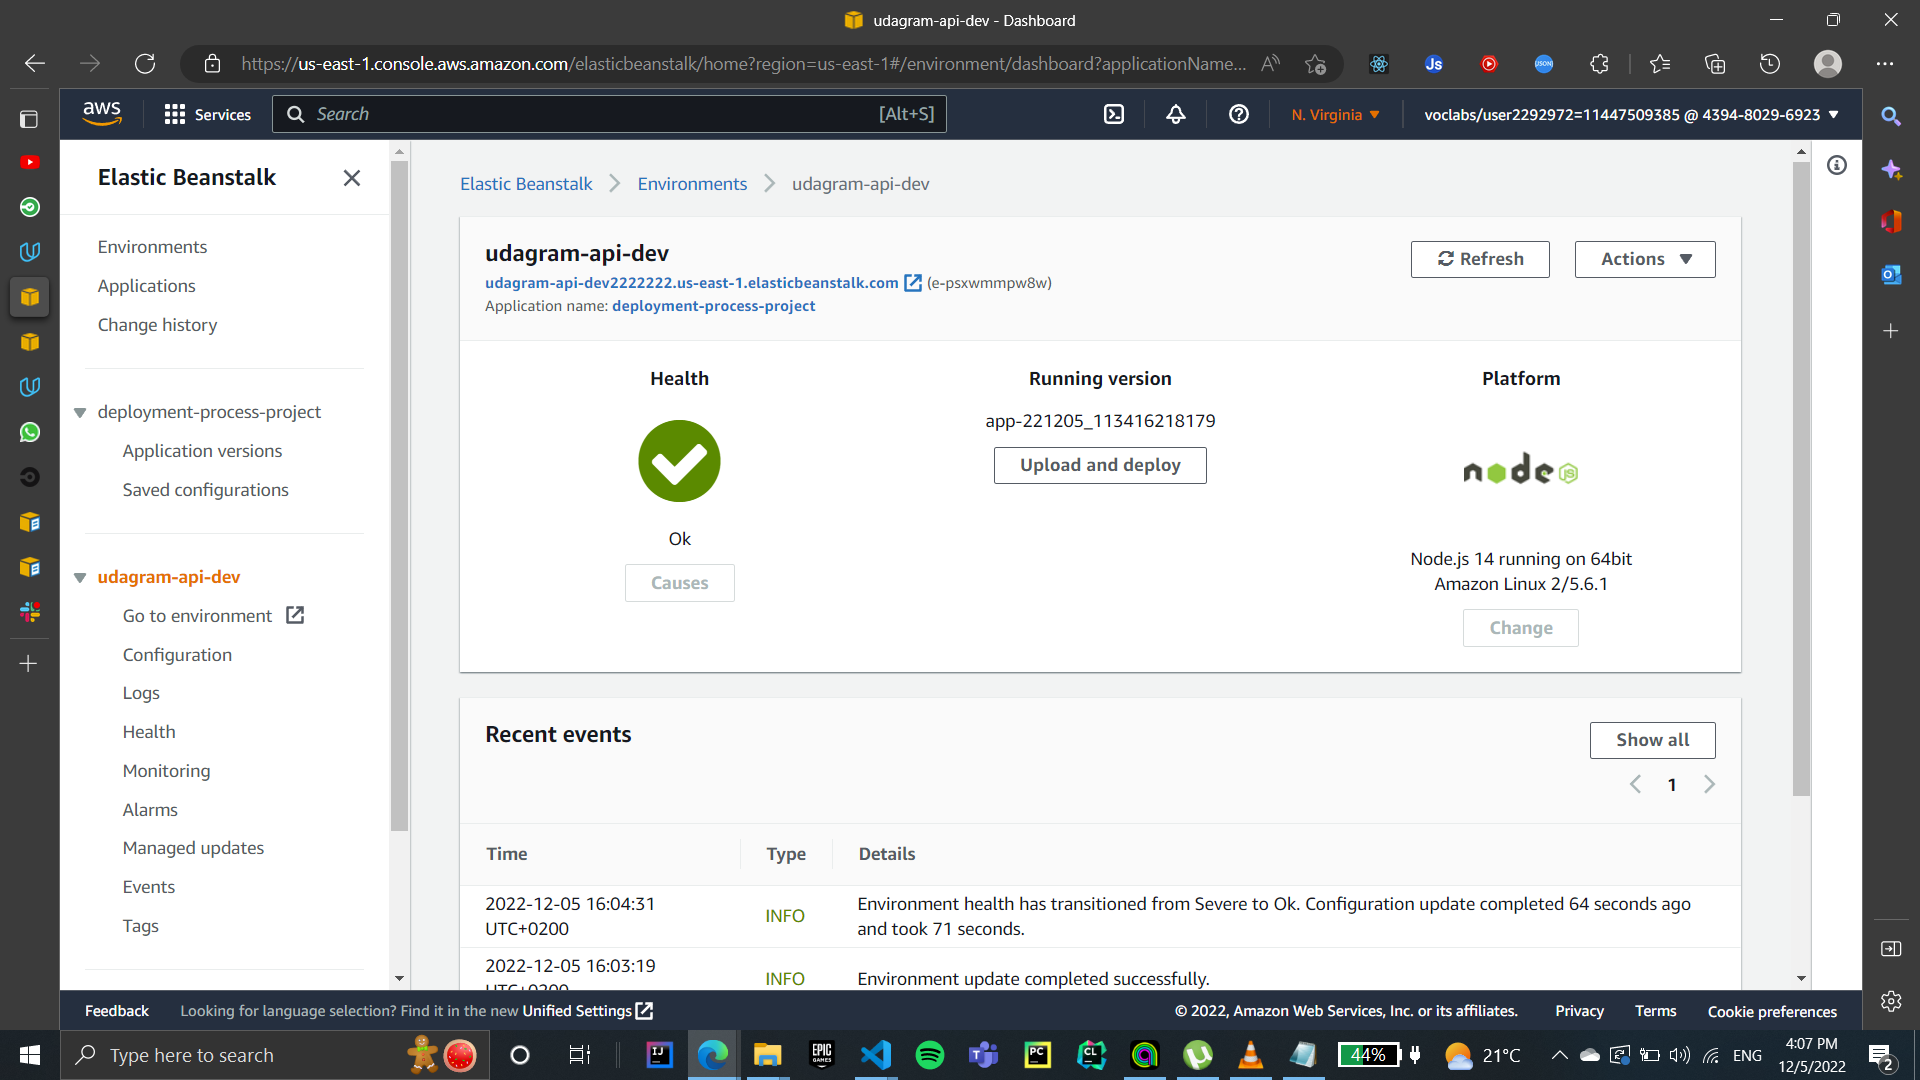 udagram-api-dev - Dashboard
https://us-east-1.console.aws.amazon.com/elasticbeanstalk/home?region=us-east-1#/environment/dashboard?applicationName...
aws
Services
Search
[Alt+S]
N. Virginia
voclabs/user2292972=11447509385 @ 4394-8029-6923
Elastic Beanstalk
Environments
Applications
Change history
deployment-process-project
Application versions
Saved configurations
udagram-api-dev
Go to environment
Configuration
Logs
Health
Monitoring
Alarms
Managed updates
Events
Tags
Elastic Beanstalk
Environments
udagram-api-dev
udagram-api-dev
udagram-api-dev2222222.us-east-1.elasticbeanstalk.com (e-psxwmmpw8w)
Application name: deployment-process-project
Refresh
Actions
Health
Ok
Causes
Running version
app-221205_113416218179
Upload and deploy
Platform
node JS
Node.js 14 running on 64bit
Amazon Linux 2/5.6.1
Change
Recent events
Show all
1
Time Type Details
2022-12-05 16:04:31
UTC+0200
INFO
Environment health has transitioned from Severe to Ok. Configuration update completed 64 seconds ago
and took 71 seconds.
2022-12-05 16:03:19
UTC+0200
INFO
Environment update completed successfully.
Feedback
Looking for language selection? Find it in the new Unified Settings
© 2022, Amazon Web Services, Inc. or its affiliates.
Privacy
Terms
Cookie preferences
Type here to search
44%
21°C
ENG
4:07 PM
12/5/2022
2